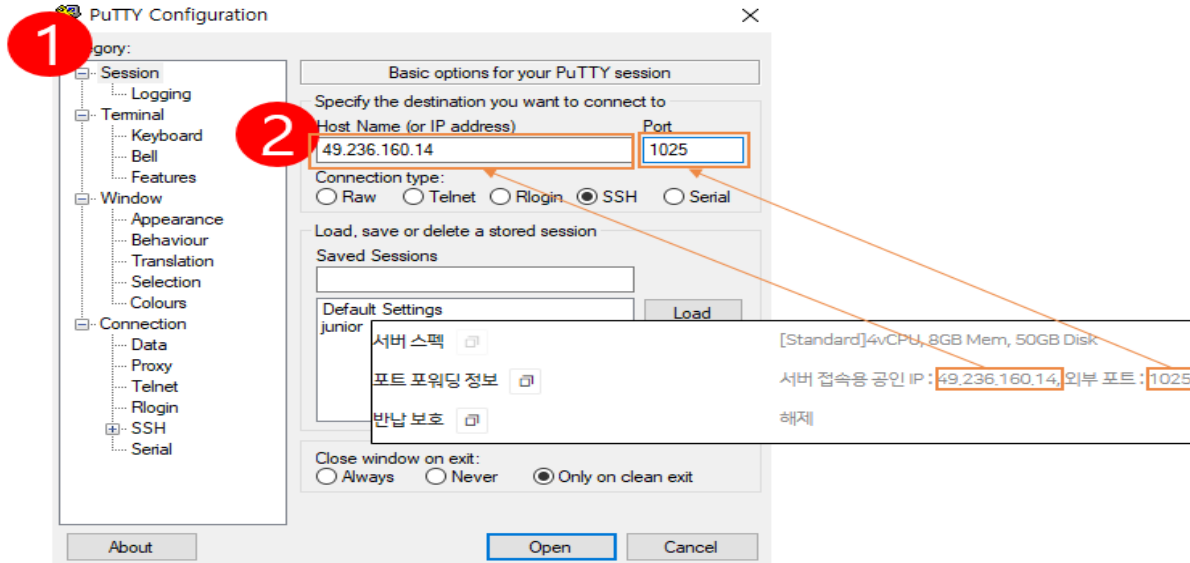 PuTTY Configuration
1
gory:
Session
Logging
Terminal
Keyboard
Bell
Features
Window
Appearance
Behaviour
Translation
Selection
Colours
Connection
Data
Proxy
Telnet
Rlogin
SSH
Serial
Basic options for your PuTTY session
Specify the destination you want to connect to
2
Host Name (or IP address) Port
49.236.160.14 1025
Connection type:
Raw Telnet Rlogin SSH Serial
Load, save or delete a stored session
Saved Sessions
Default Settings
junior
Load
서버 스펙 [Standard]4vCPU, 8GB Mem, 50GB Disk
포트 포워딩 정보 서버 접속용 공인 IP : 49.236.160.14, 외부 포트 : 1025
반납 보호 해제
Close window on exit:
Always Never Only on clean exit
About Open Cancel